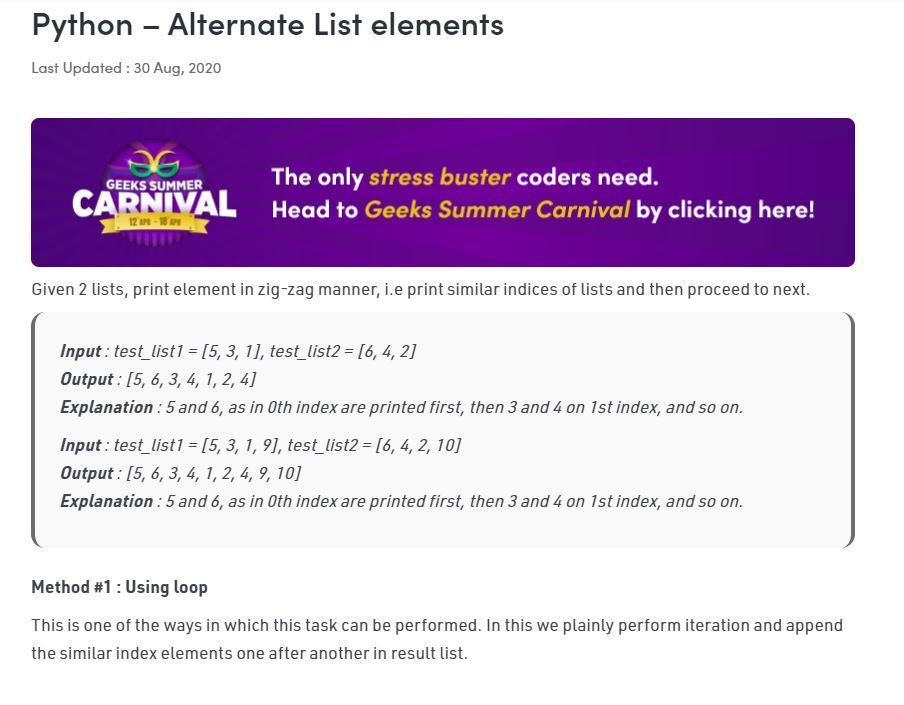 Python – Alternate List elements
Last Updated : 30 Aug, 2020
GEEKS SUMMER
CARNIVAL
12 APR - 18 APR
The only stress buster coders need.
Head to Geeks Summer Carnival by clicking here!
Given 2 lists, print element in zig-zag manner, i.e print similar indices of lists and then proceed to next.
Input : test_list1 = [5, 3, 1], test_list2 = [6, 4, 2]
Output : [5, 6, 3, 4, 1, 2, 4]
Explanation : 5 and 6, as in 0th index are printed first, then 3 and 4 on 1st index, and so on.
Input : test_list1 = [5, 3, 1, 9], test_list2 = [6, 4, 2, 10]
Output : [5, 6, 3, 4, 1, 2, 4, 9, 10]
Explanation : 5 and 6, as in 0th index are printed first, then 3 and 4 on 1st index, and so on.
Method #1 : Using loop
This is one of the ways in which this task can be performed. In this we plainly perform iteration and append
the similar index elements one after another in result list.